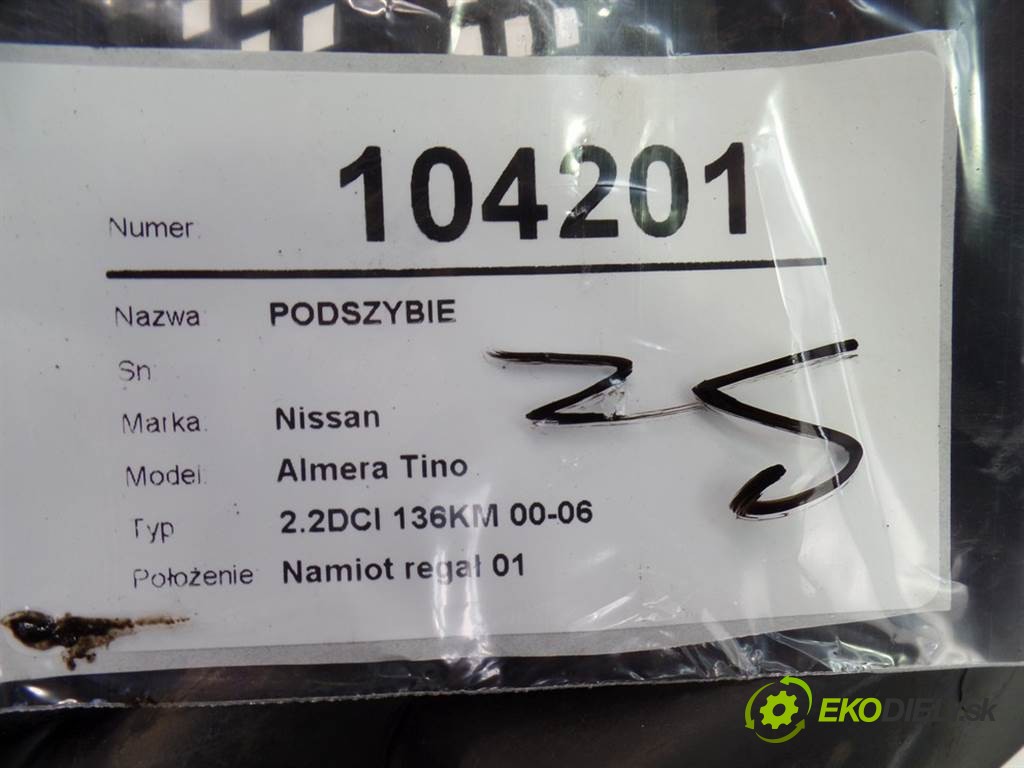 Numer: 104201
Nazwa: PODSZYBIE
Sn:
Marka: Nissan
Model: Almera Tino
Typ 2.2DCI 136KM 00-06
Położenie Namiot regał 01
EKODIELY.sk